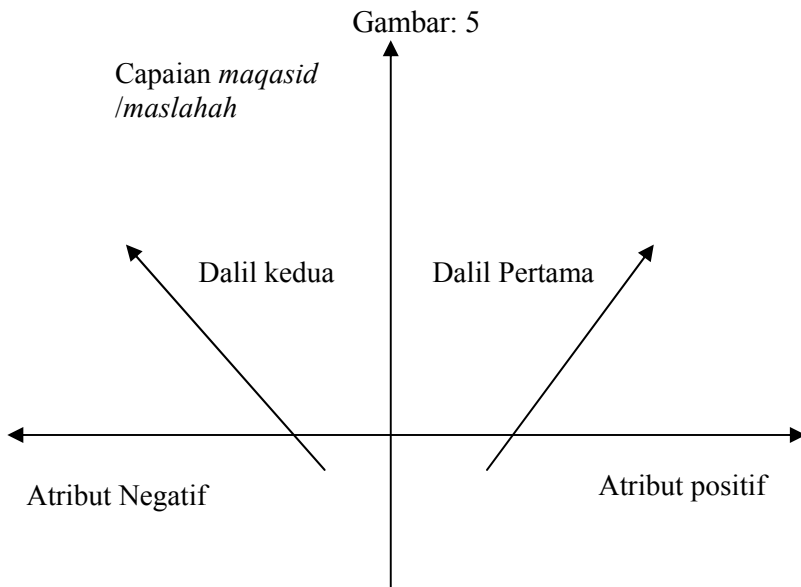 Gambar: 5
Capaian maqasid
/maslahah
Dalil kedua
Dalil Pertama
Atribut Negatif
Atribut positif